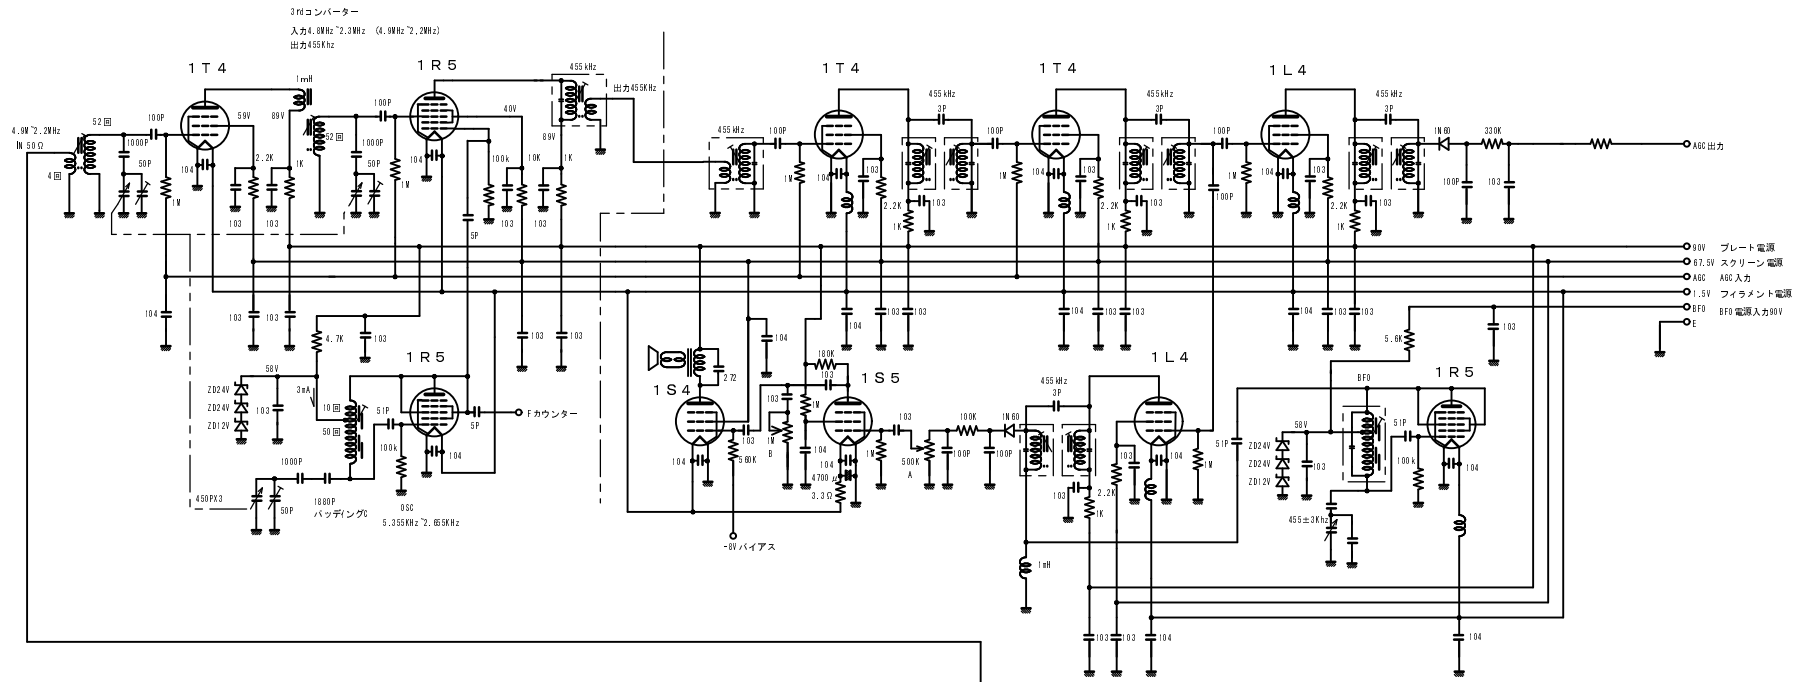 3rdコンバーター
入力4.8MHz~2.3MHz (4.9MHz~2,2MHz)
出力455Khz
1T4
1mH
1R5
455kHz
出力455KHz
1T4
1T4
1L4
4.9M~2.2MHz
IN 50Ω
52回
4回
100P
1000P
50P
1M
104
59V
89V
2.2K
1K
103
103
52回
100P
1000P
50P
1M
104
40V
100k
10K
89V
1K
103
103
5P
455kHz
100P
1M
104
103
2.2K
1K
103
455kHz
3P
100P
1M
104
103
2.2K
1K
103
455kHz
3P
100P
100P
1M
104
103
2.2K
1K
103
455kHz
3P
1N60
330K
100P
103
AGC出力
90V プレート電源
67.5V スクリーン電源
AGC AGC入力
1.5V フィラメント電源
BFO BFO電源入力90V
E
104
103
103
103
103
104
103
103
104
103
103
104
103
103
103
4.7K
103
58V
3mA
ZD24V
ZD24V
ZD12V
103
10回
50回
51P
100k
1R5
104
5P
Fカウンター
1000P
1880P
パッディングC
450PX3
50P
OSC
5.355KHz~2.655KHz
1S4
272
104
560K
-8Vバイアス
104
180K
103
103
1M
B
103
1M
104
1S5
104
4700μ
3.3Ω
1M
103
500K
A
100K
100P
100P
1N60
455kHz
3P
103
1K
1mH
1L4
103
2.2K
104
1M
51P
5.6K
58V
ZD24V
ZD24V
ZD12V
103
BFO
51P
100k
1R5
104
455±3Khz
103
103
104
104